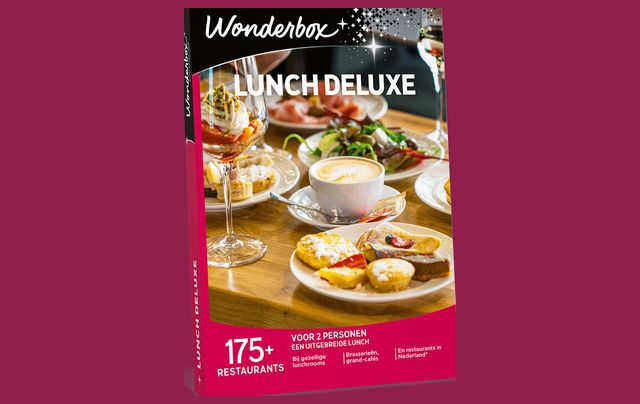 Wonderbox
LUNCH DELUXE
175+
RESTAURANTS
VOOR 2 PERSONEN
EEN UITGEBREIDE LUNCH
Bij gezellige
lunchrooms
Brasserieën,
grand-cafés
En restaurants in
Nederland*
Wonderbox
+ LUNCH DELUXE